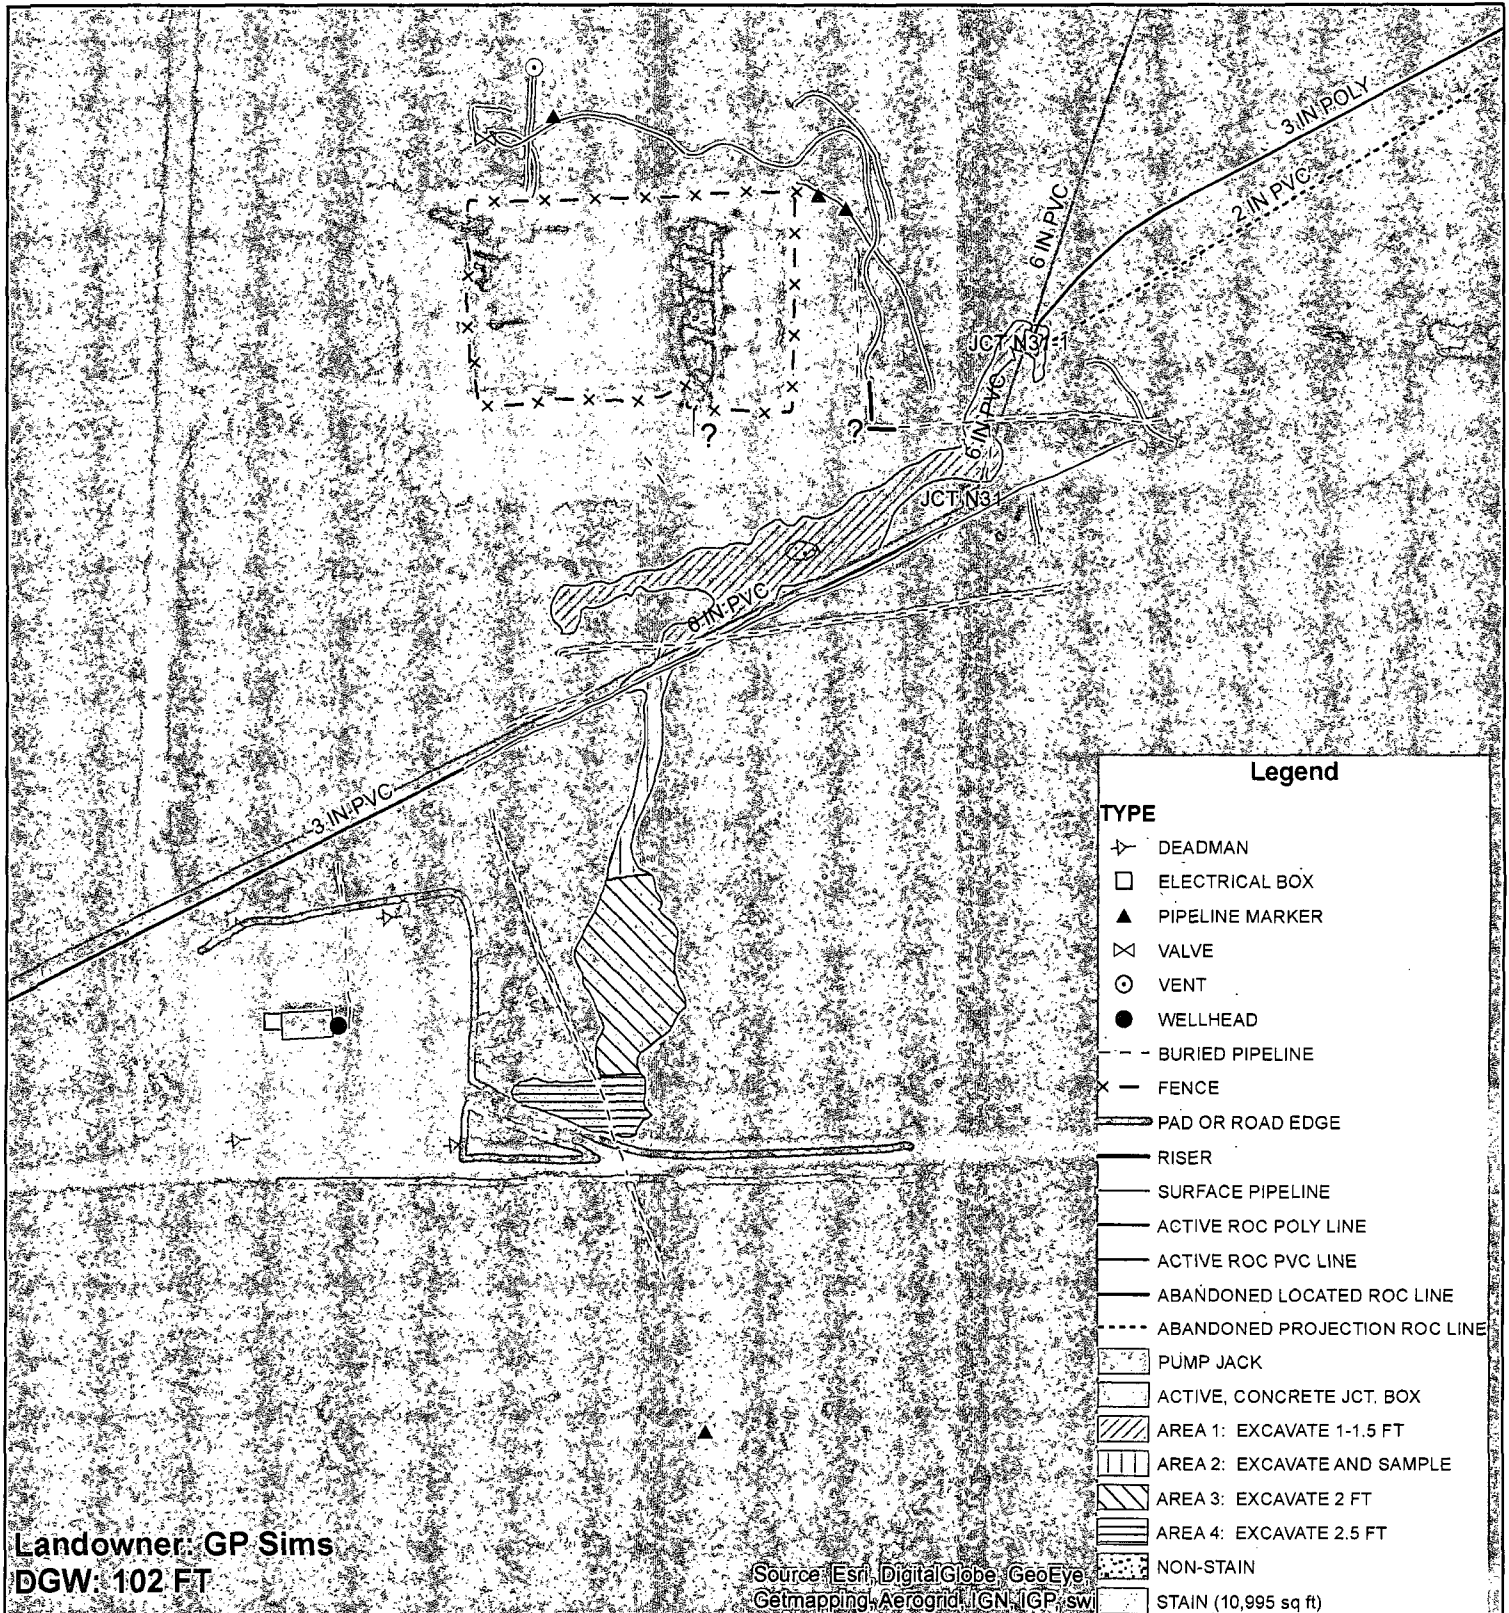 3 IN POLY
2 IN PVC
6 IN PVC
JCT N31-1
6 IN PVC
?
?
JCT N31
6 IN PVC
3 IN PVC
Legend
TYPE
DEADMAN
ELECTRICAL BOX
PIPELINE MARKER
VALVE
VENT
WELLHEAD
BURIED PIPELINE
FENCE
PAD OR ROAD EDGE
RISER
SURFACE PIPELINE
ACTIVE ROC POLY LINE
ACTIVE ROC PVC LINE
ABANDONED LOCATED ROC LINE
ABANDONED PROJECTION ROC LINE
PUMP JACK
ACTIVE, CONCRETE JCT. BOX
AREA 1: EXCAVATE 1-1.5 FT
AREA 2: EXCAVATE AND SAMPLE
AREA 3: EXCAVATE 2 FT
AREA 4: EXCAVATE 2.5 FT
NON-STAIN
STAIN (10,995 sq ft)
Landowner: GP Sims
DGW: 102 FT
Source: Esri, DigitalGlobe, GeoEye,
Getmapping, Aerogrid, IGN, IGP, swi